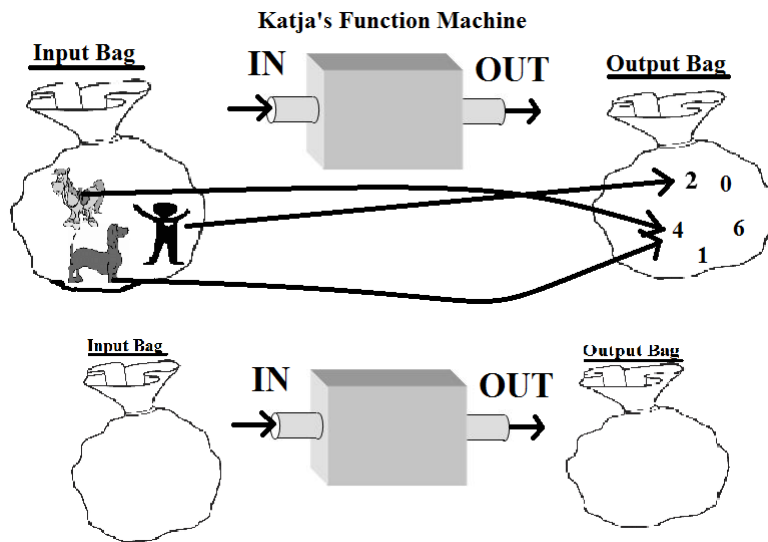 Katja's Function Machine
Input Bag
IN
OUT
Output Bag
2 0
4 6
1
Input Bag
IN
OUT
Output Bag